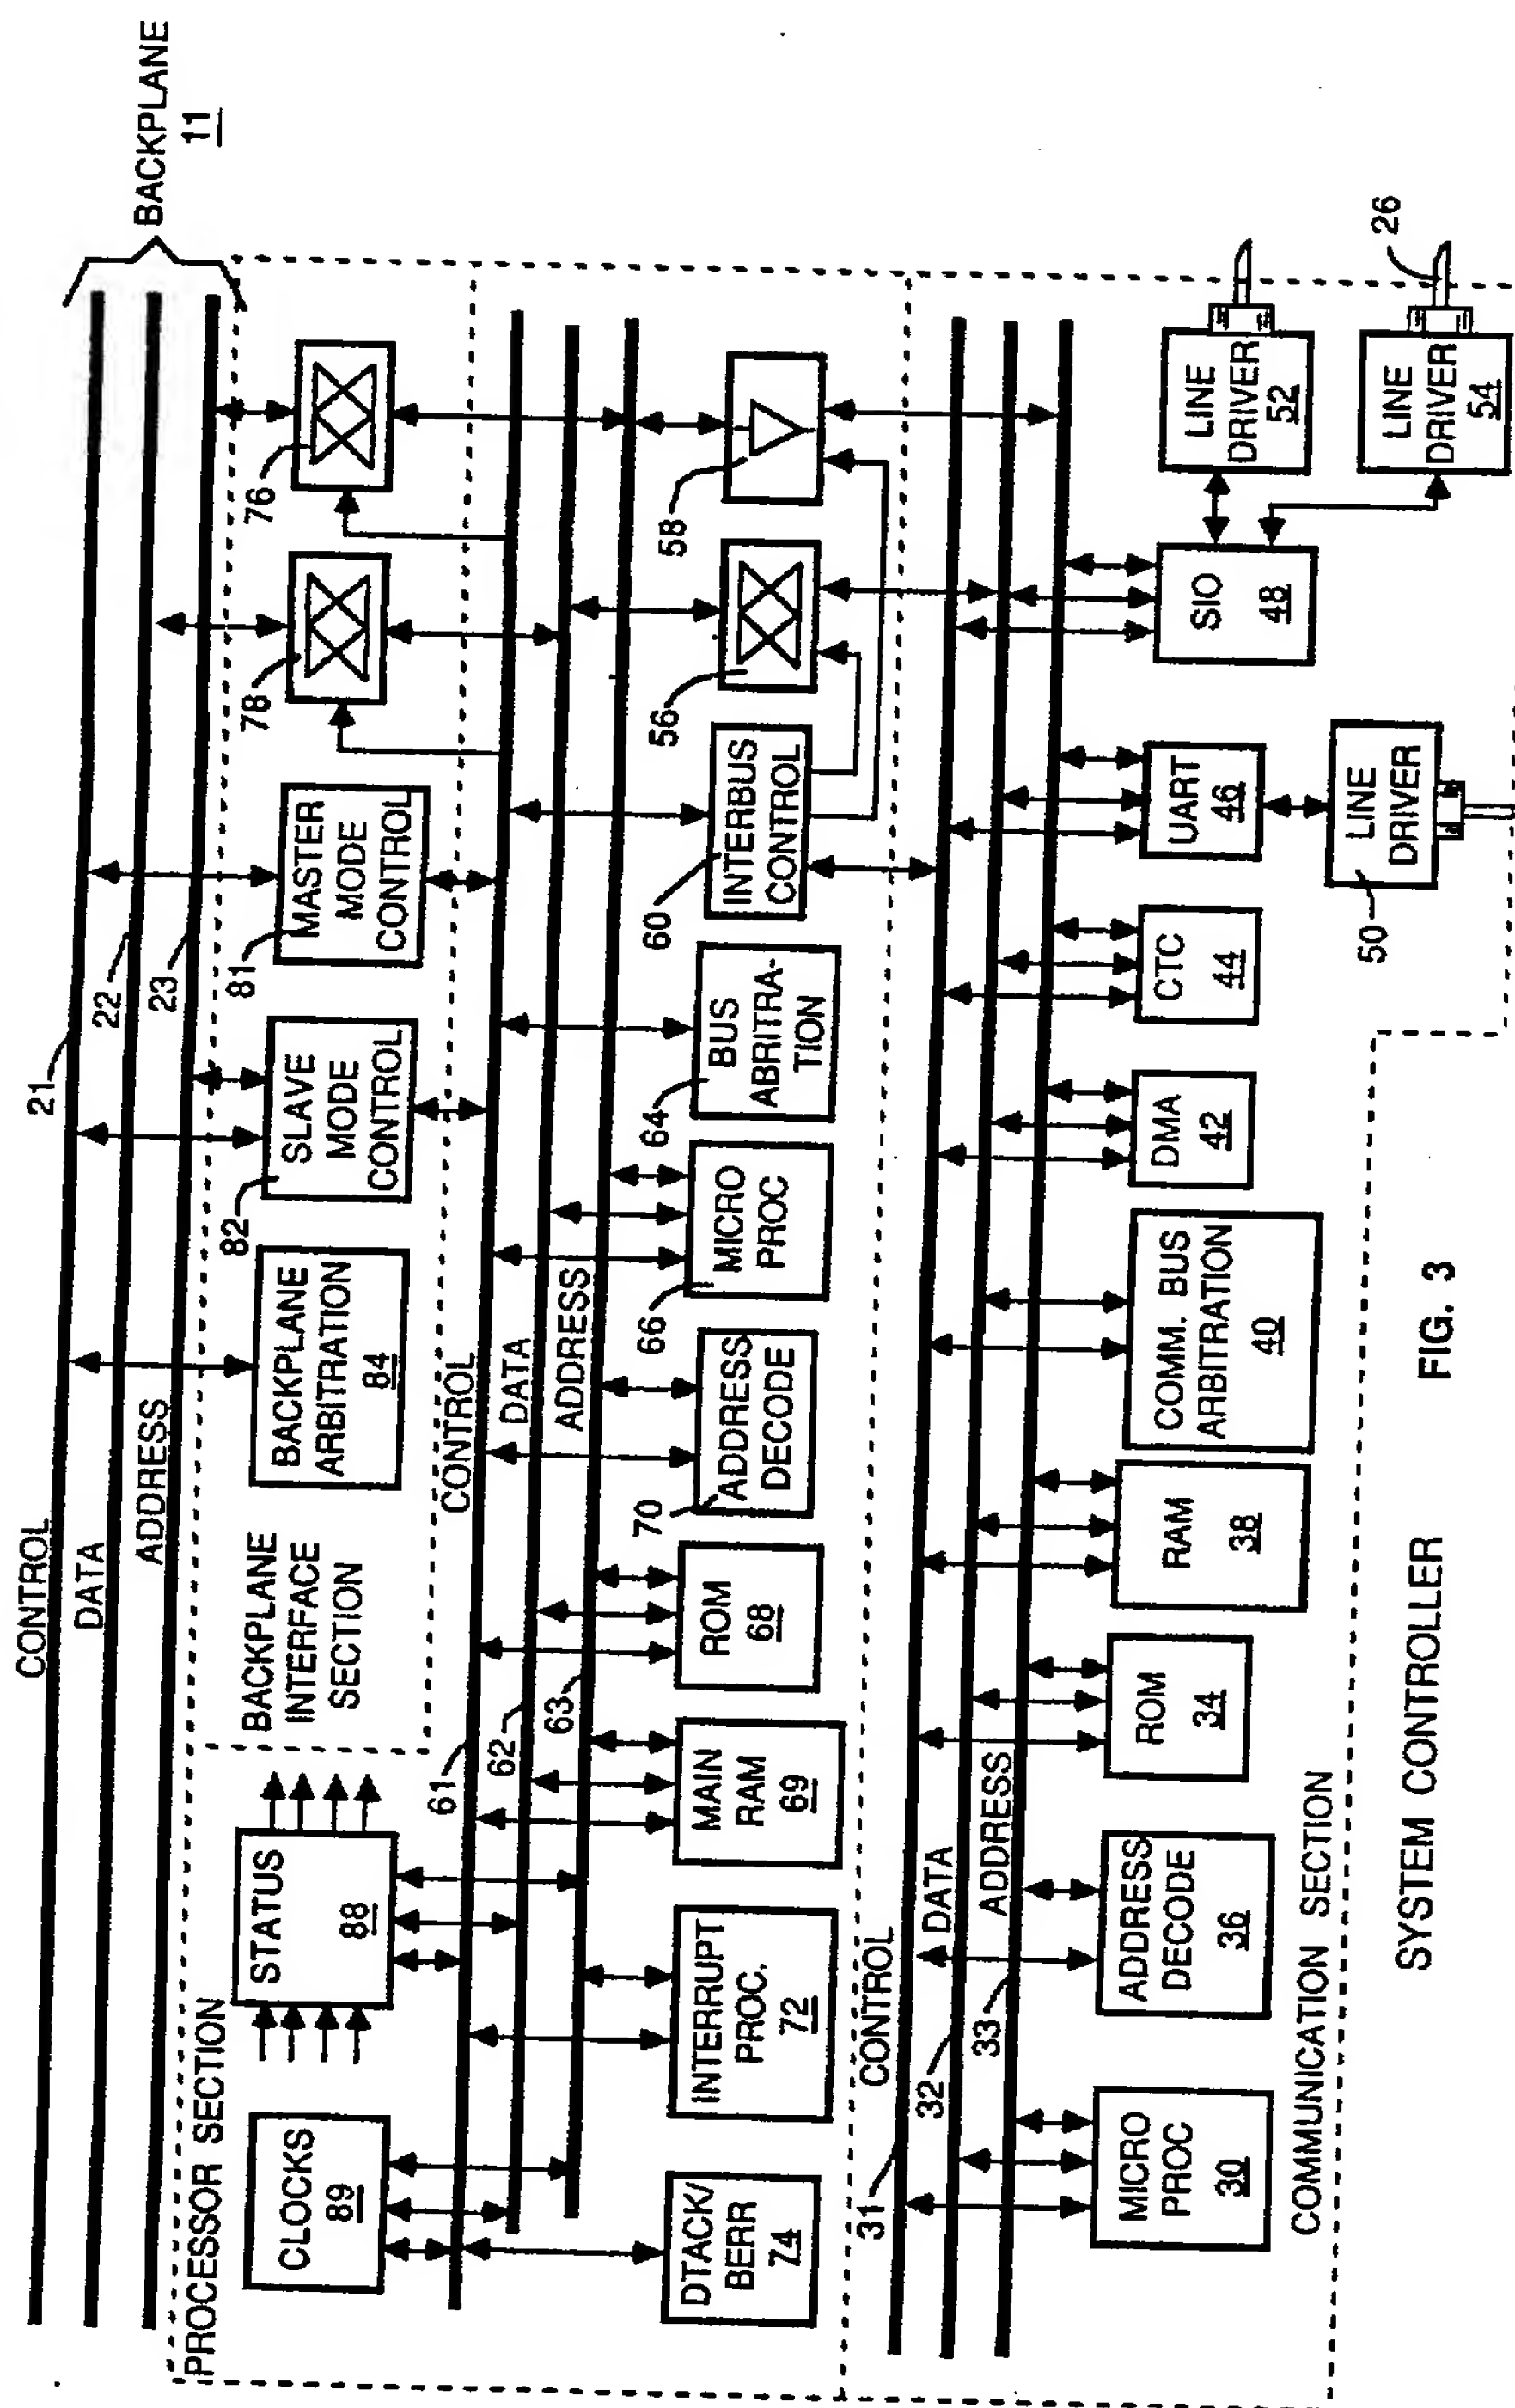 BACKPLANE
11
CONTROL
21
DATA
22
ADDRESS
23
PROCESSOR SECTION
CLOCKS
89
STATUS
88
BACKPLANE
INTERFACE
SECTION
BACKPLANE
ARBITRATION
84
82
SLAVE
MODE
CONTROL
81
MASTER
MODE
CONTROL
78
76
61
CONTROL
62
DATA
63
ADDRESS
DTACK/
BERR
74
INTERRUPT
PROC.
72
MAIN
RAM
69
ROM
68
70
ADDRESS
DECODE
66
MICRO
PROC
64
BUS
ABRITRA-
TION
60
INTERBUS
CONTROL
56
58
31
CONTROL
32
DATA
33
ADDRESS
MICRO
PROC
30
ADDRESS
DECODE
36
ROM
34
RAM
38
COMM. BUS
ARBITRATION
40
DMA
42
CTC
44
UART
46
SIO
48
LINE
DRIVER
52
LINE
DRIVER
54
26
50
LINE
DRIVER
COMMUNICATION SECTION
SYSTEM CONTROLLER
FIG. 3